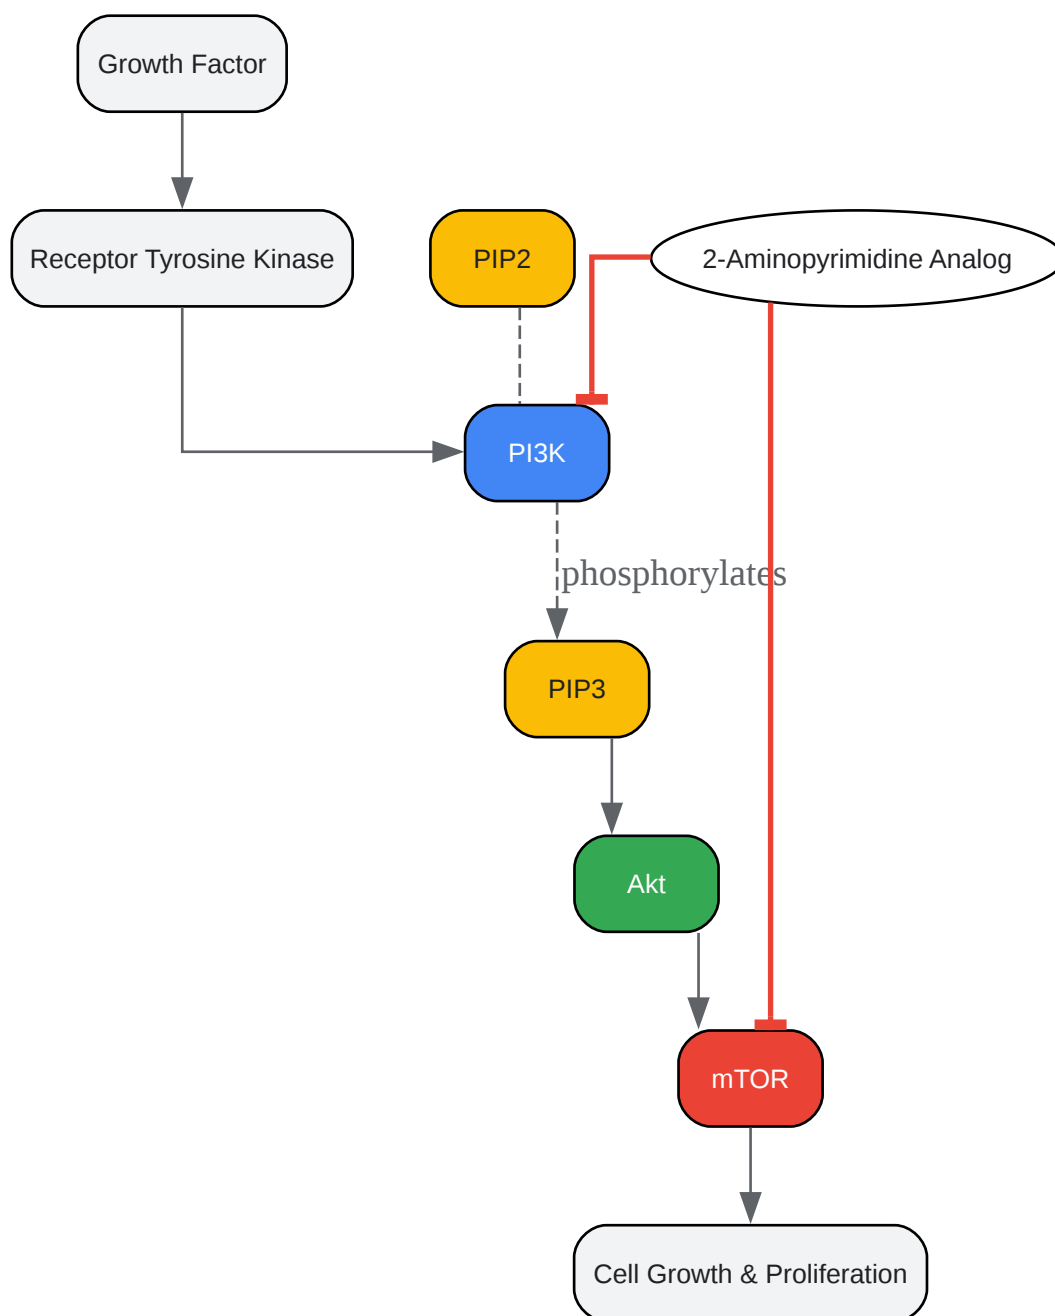 Growth Factor
Receptor Tyrosine Kinase
PIP2
2-Aminopyrimidine Analog
PI3K
phosphorylates
PIP3
Akt
mTOR
Cell Growth & Proliferation